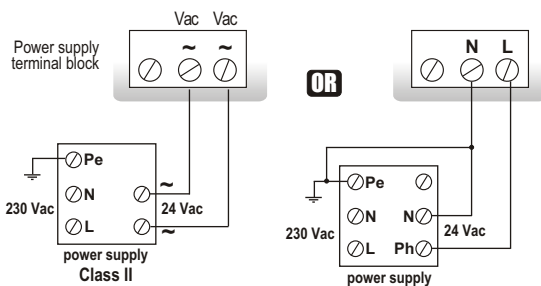 Vac Vac
Power supply
terminal block
~ ~
Pe
N
L
230 Vac
~
24 Vac
~
power supply
Class II
OR
N L
Pe
N
L
N
Ph
230 Vac
24 Vac
power supply